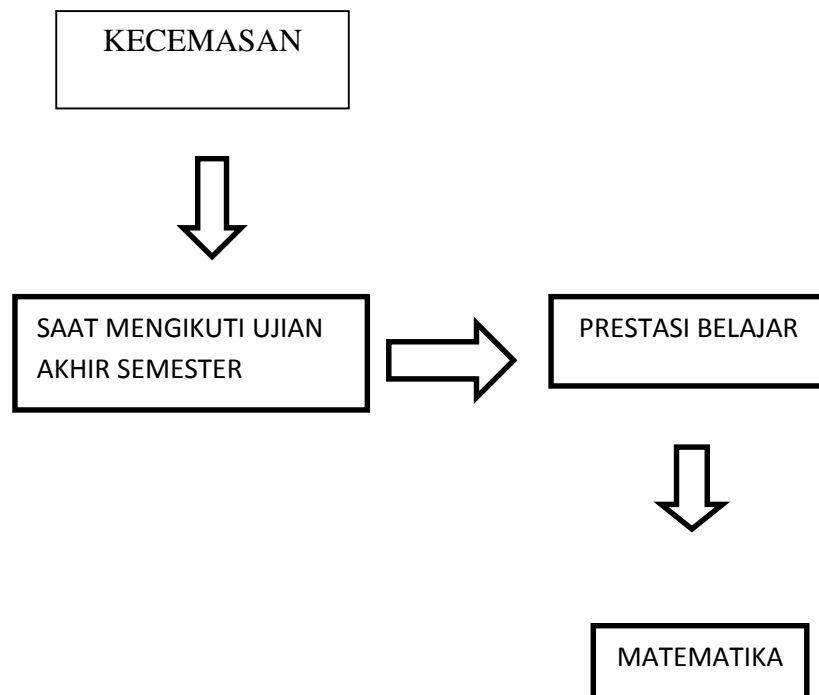 KECEMASAN
SAAT MENGIKUTI UJIAN
AKHIR SEMESTER
PRESTASI BELAJAR
MATEMATIKA